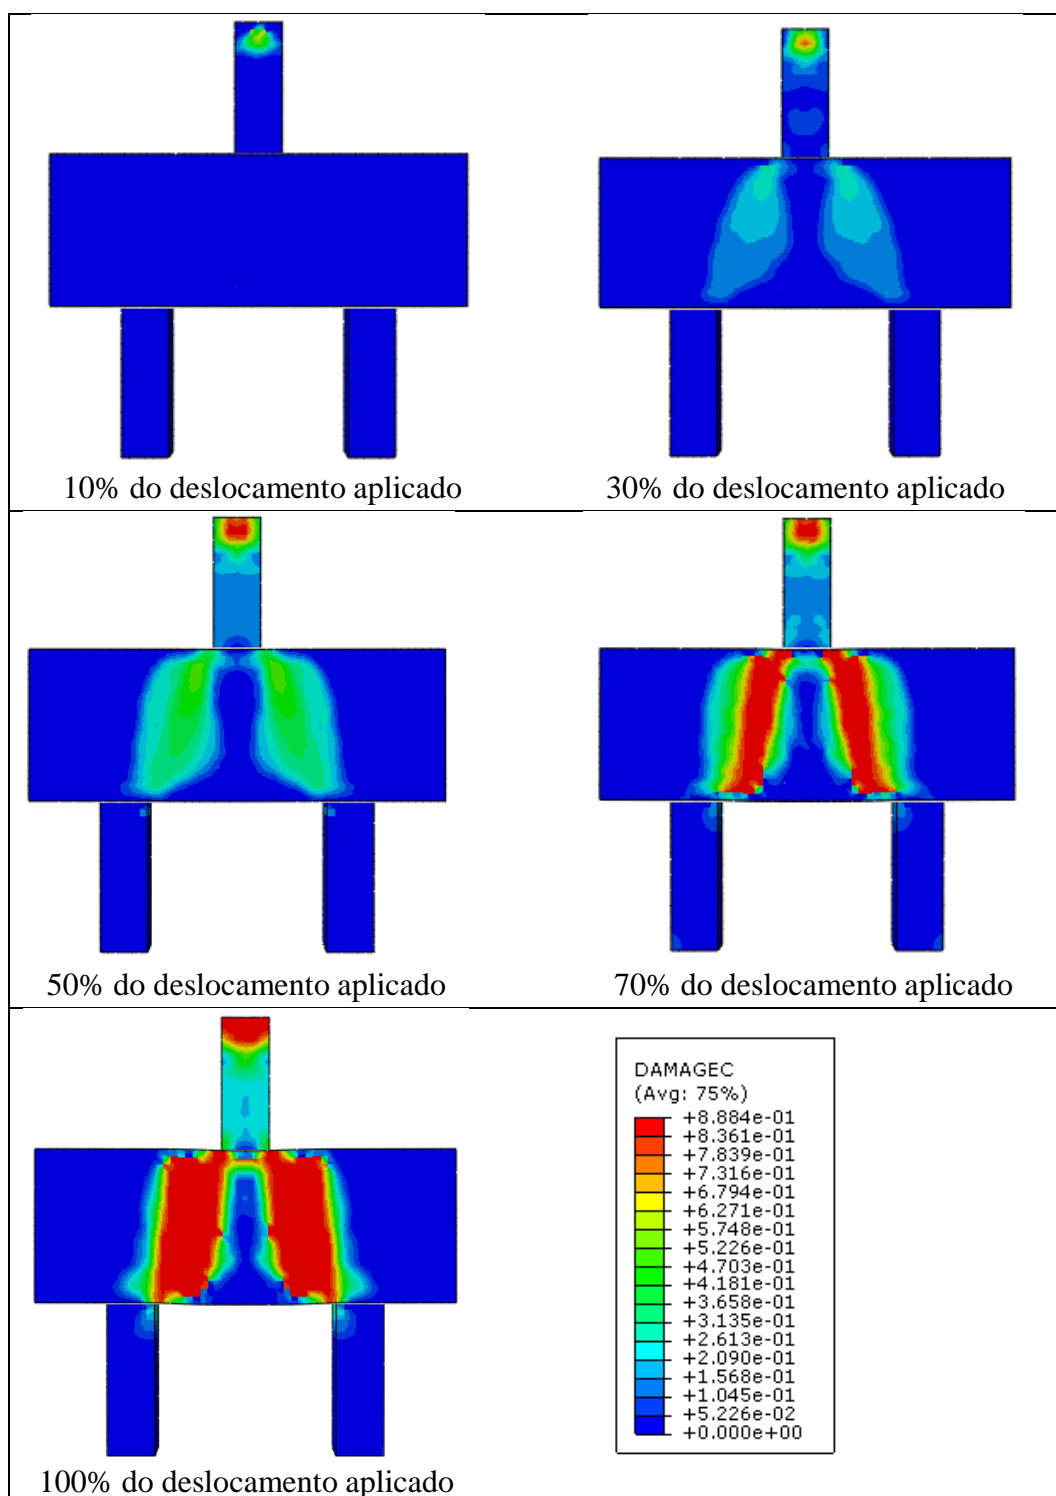 10% do deslocamento aplicado
30% do deslocamento aplicado
50% do deslocamento aplicado
70% do deslocamento aplicado
100% do deslocamento aplicado
DAMAGEC
(Avg: 75%)
+8.884e-01
+8.361e-01
+7.839e-01
+7.316e-01
+6.794e-01
+6.271e-01
+5.748e-01
+5.226e-01
+4.703e-01
+4.181e-01
+3.658e-01
+3.135e-01
+2.613e-01
+2.090e-01
+1.568e-01
+1.045e-01
+5.226e-02
+0.000e+00